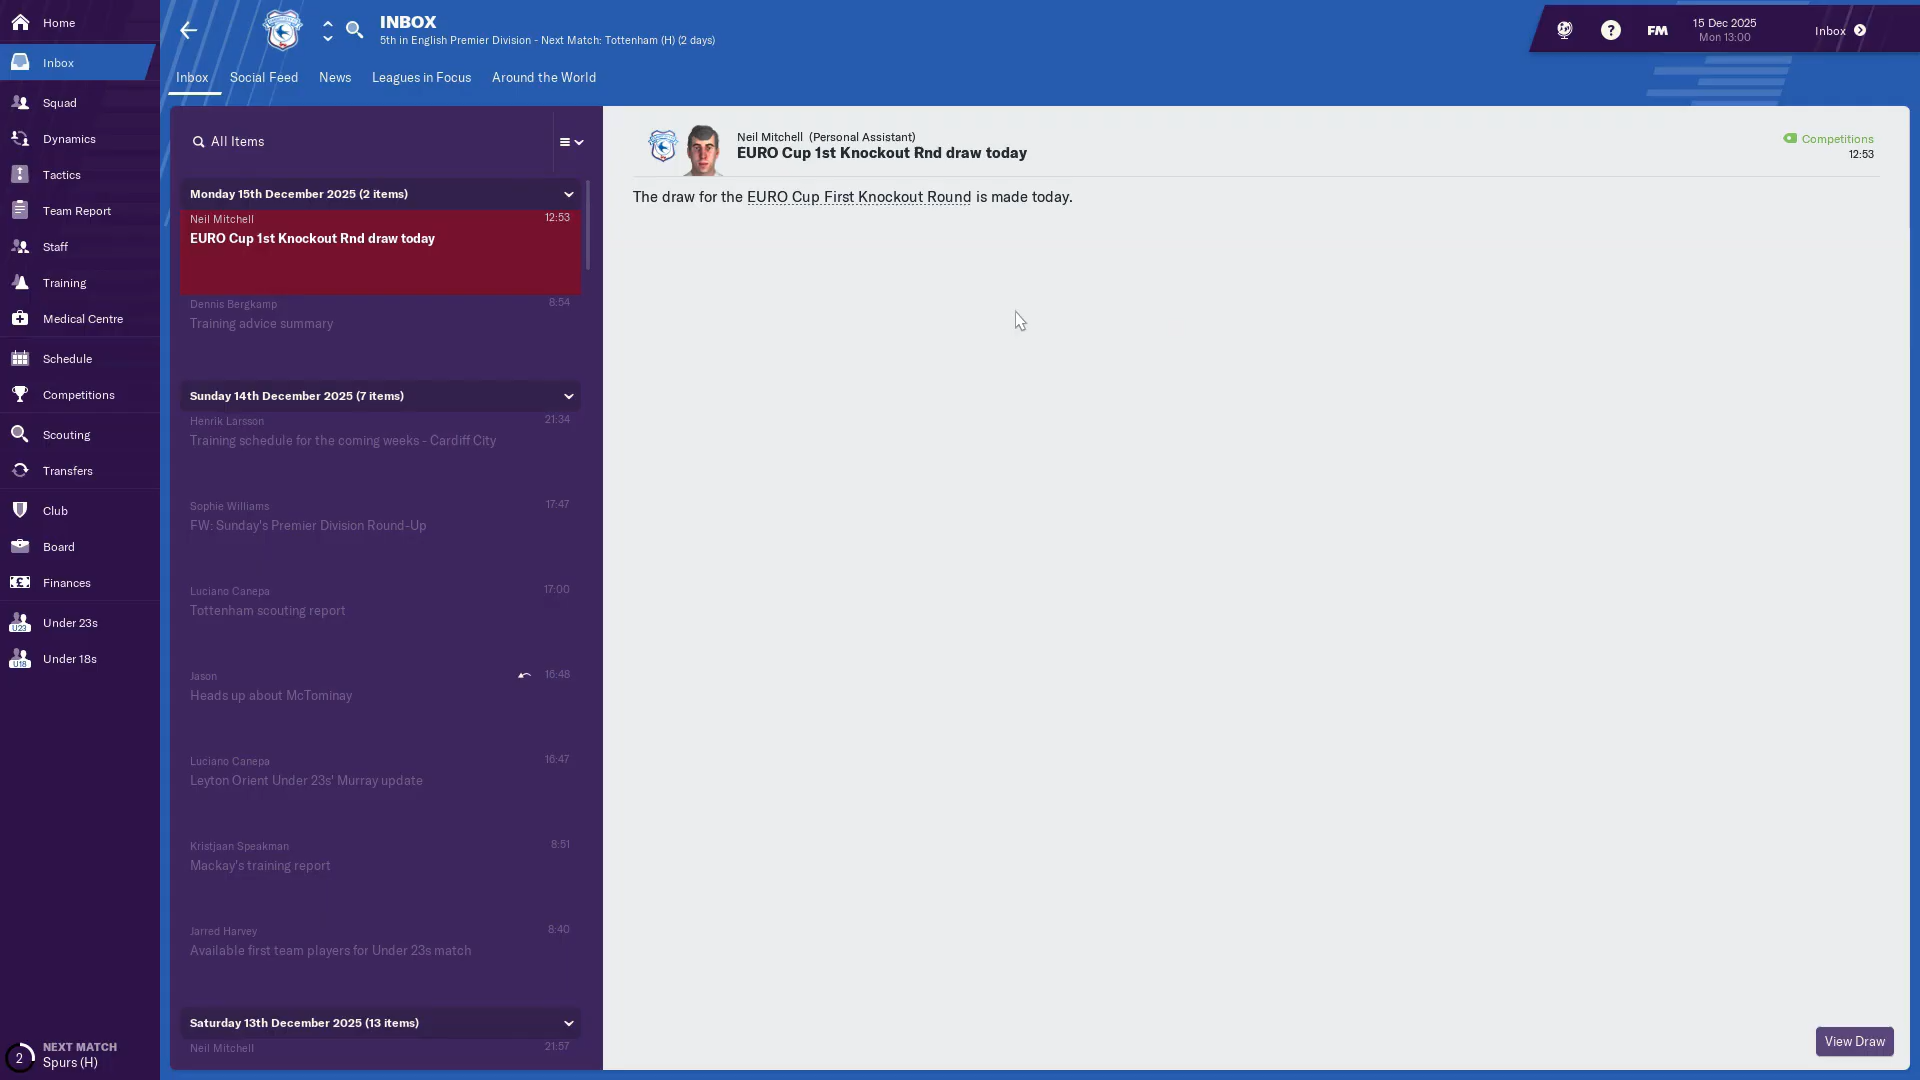 Home
Inbox
Squad
Dynamics
Tactics
Team Report
Staff
Training
Medical Centre
Schedule
Competitions
Scouting
Transfers
Club
Board
Finances
U23
Under 23s
U18
Under 18s
2
NEXT MATCH
Spurs (H)
INBOX
5th in English Premier Division - Next Match: Tottenham (H) (2 days)
?
FM
15 Dec 2025
Mon 13:00
Inbox
Inbox
Social Feed
News
Leagues in Focus
Around the World
All Items
Monday 15th December 2025 (2 items)
Neil Mitchell 12:53
EURO Cup 1st Knockout Rnd draw today
Dennis Bergkamp 8:54
Training advice summary
Sunday 14th December 2025 (7 items)
Henrik Larsson 21:34
Training schedule for the coming weeks - Cardiff City
Sophie Williams 17:47
FW: Sunday's Premier Division Round-Up
Luciano Canepa 17:00
Tottenham scouting report
Jason 16:48
Heads up about McTominay
Luciano Canepa 16:47
Leyton Orient Under 23s' Murray update
Kristjaan Speakman 8:51
Mackay's training report
Jarred Harvey 8:40
Available first team players for Under 23s match
Saturday 13th December 2025 (13 items)
Neil Mitchell 21:57
Neil Mitchell (Personal Assistant)
EURO Cup 1st Knockout Rnd draw today
Competitions
12:53
The draw for the EURO Cup First Knockout Round is made today.
View Draw